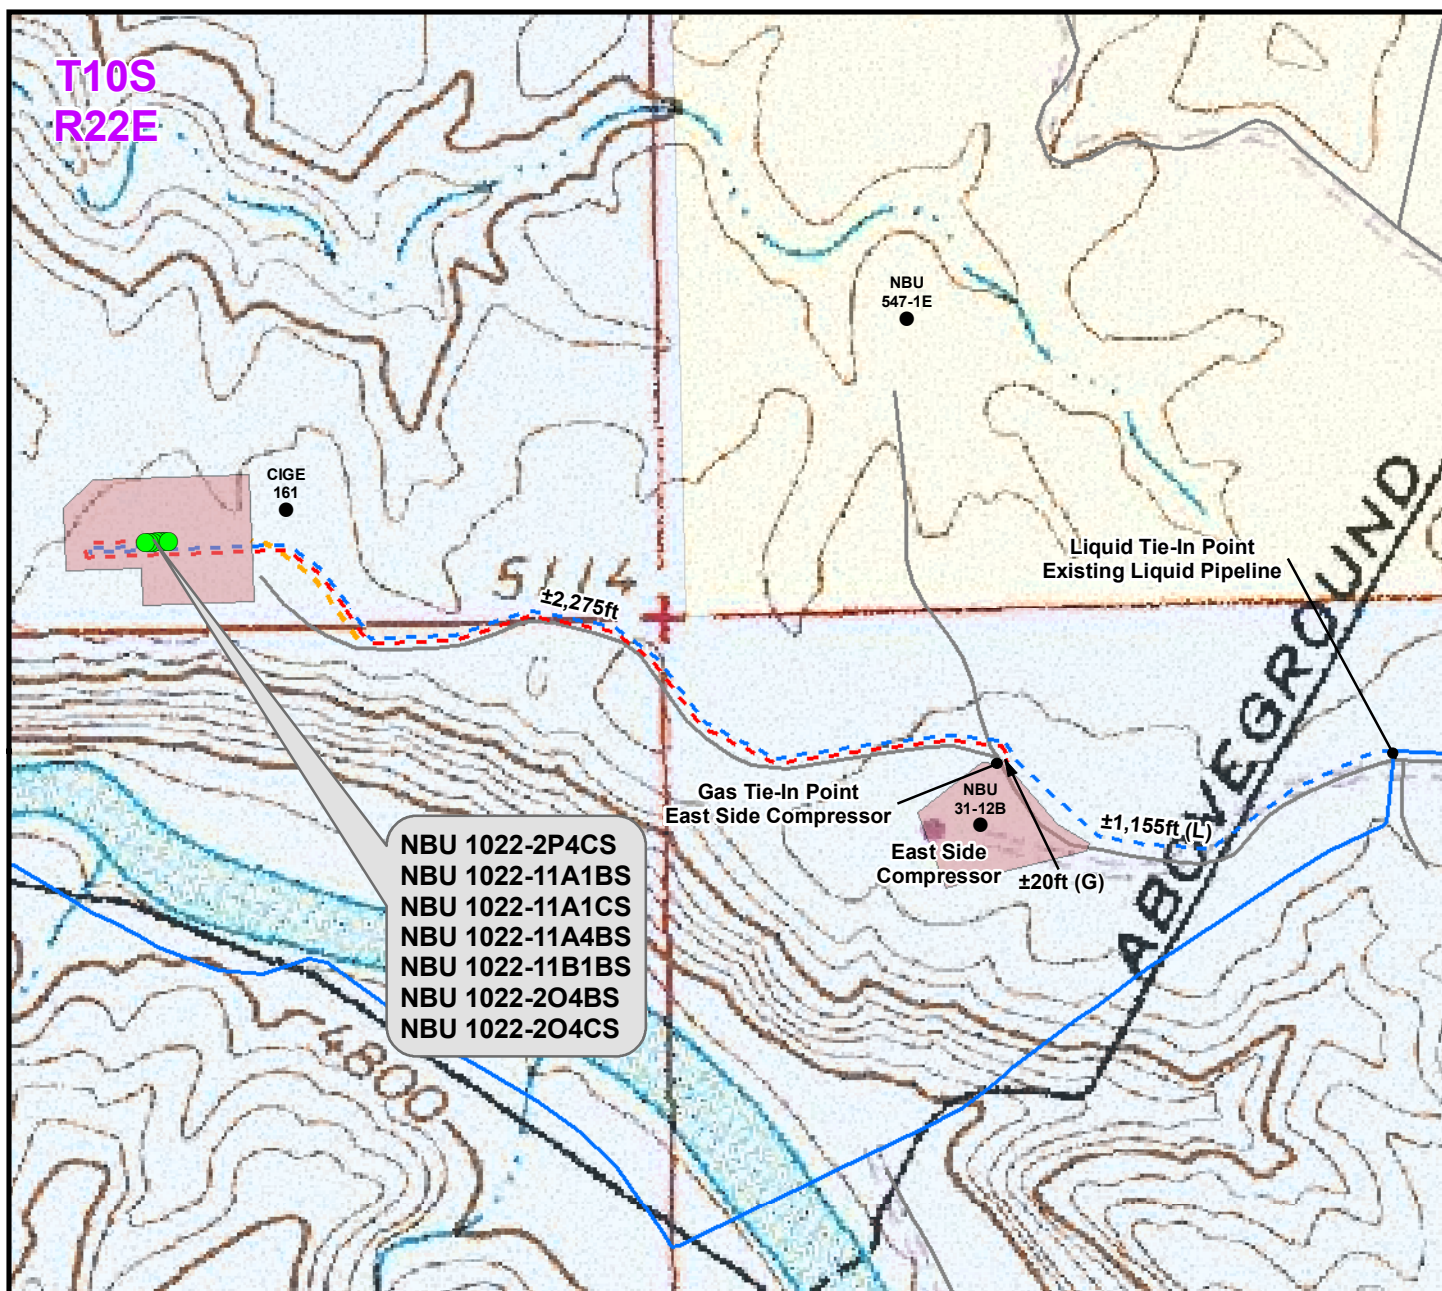 T10S
R22E
NBU
547-1E
CIGE
161
5114
±2,275ft
Liquid Tie-In Point
Existing Liquid Pipeline
ABOVEGROUND
Gas Tie-In Point
East Side Compressor
NBU
31-12B
East Side
Compressor
±1,155ft (L)
±20ft (G)
NBU 1022-2P4CS
NBU 1022-11A1BS
NBU 1022-11A1CS
NBU 1022-11A4BS
NBU 1022-11B1BS
NBU 1022-2O4BS
NBU 1022-2O4CS
4800